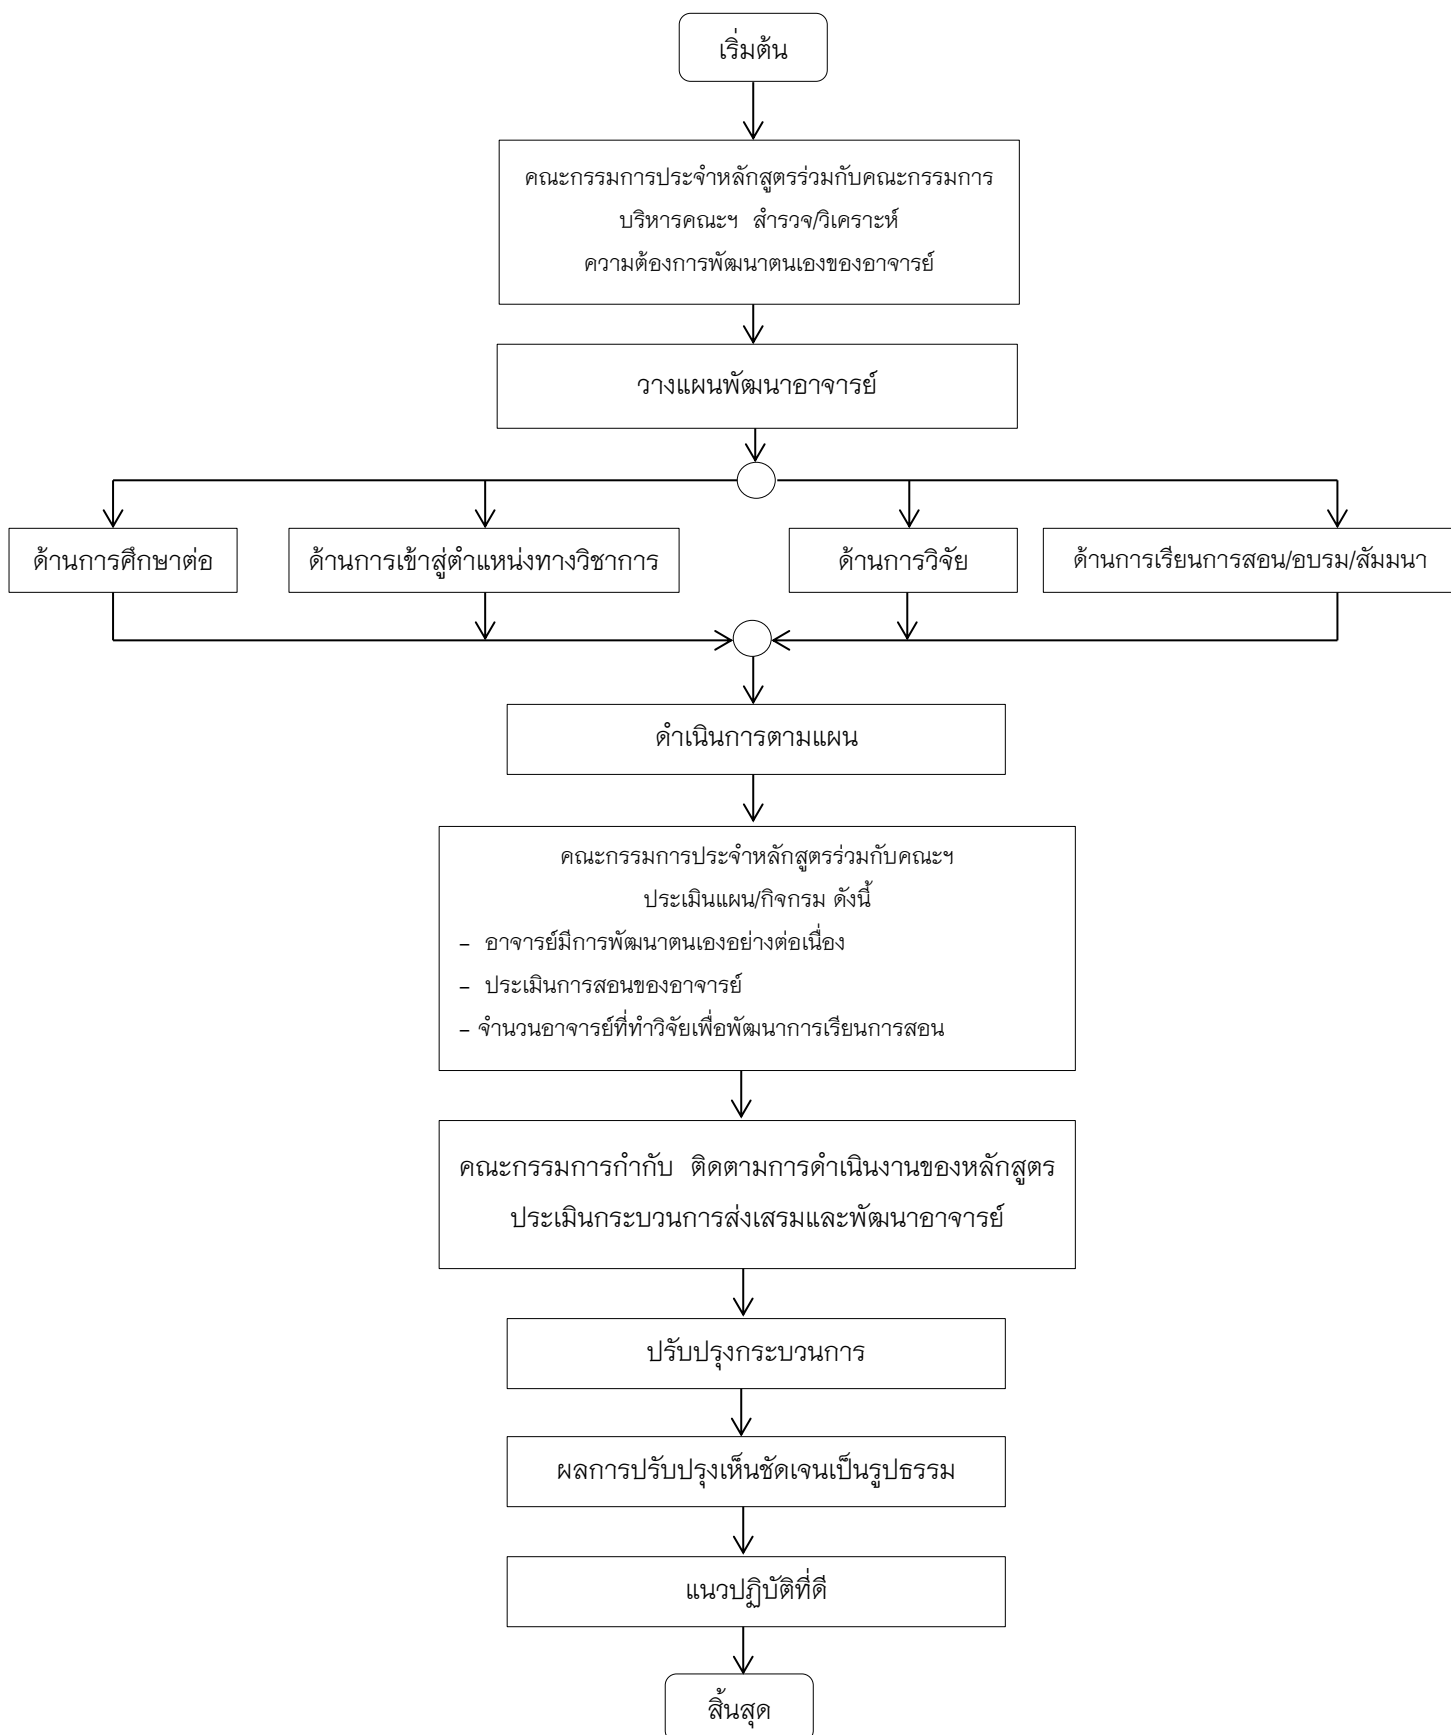 เริ่มต้น
คณะกรรมการประจำหลักสูตรร่วมกับคณะกรรมการ
บริหารคณะฯ สำรวจ/วิเคราะห์
ความต้องการพัฒนาตนเองของอาจารย์
วางแผนพัฒนาอาจารย์
ด้านการศึกษาต่อ
ด้านการเข้าสู่ตำแหน่งทางวิชาการ
ด้านการวิจัย
ด้านการเรียนการสอน/อบรม/สัมมนา
ดำเนินการตามแผน
คณะกรรมการประจำหลักสูตรร่วมกับคณะฯ
ประเมินแผน/กิจกรม ดังนี้
- อาจารย์มีการพัฒนาตนเองอย่างต่อเนื่อง
- ประเมินการสอนของอาจารย์
- จำนวนอาจารย์ที่ทำวิจัยเพื่อพัฒนาการเรียนการสอน
คณะกรรมการกำกับ ติดตามการดำเนินงานของหลักสูตร
ประเมินกระบวนการส่งเสรมและพัฒนาอาจารย์
ปรับปรุงกระบวนการ
ผลการปรับปรุงเห็นชัดเจนเป็นรูปธรรม
แนวปฏิบัติที่ดี
สิ้นสุด